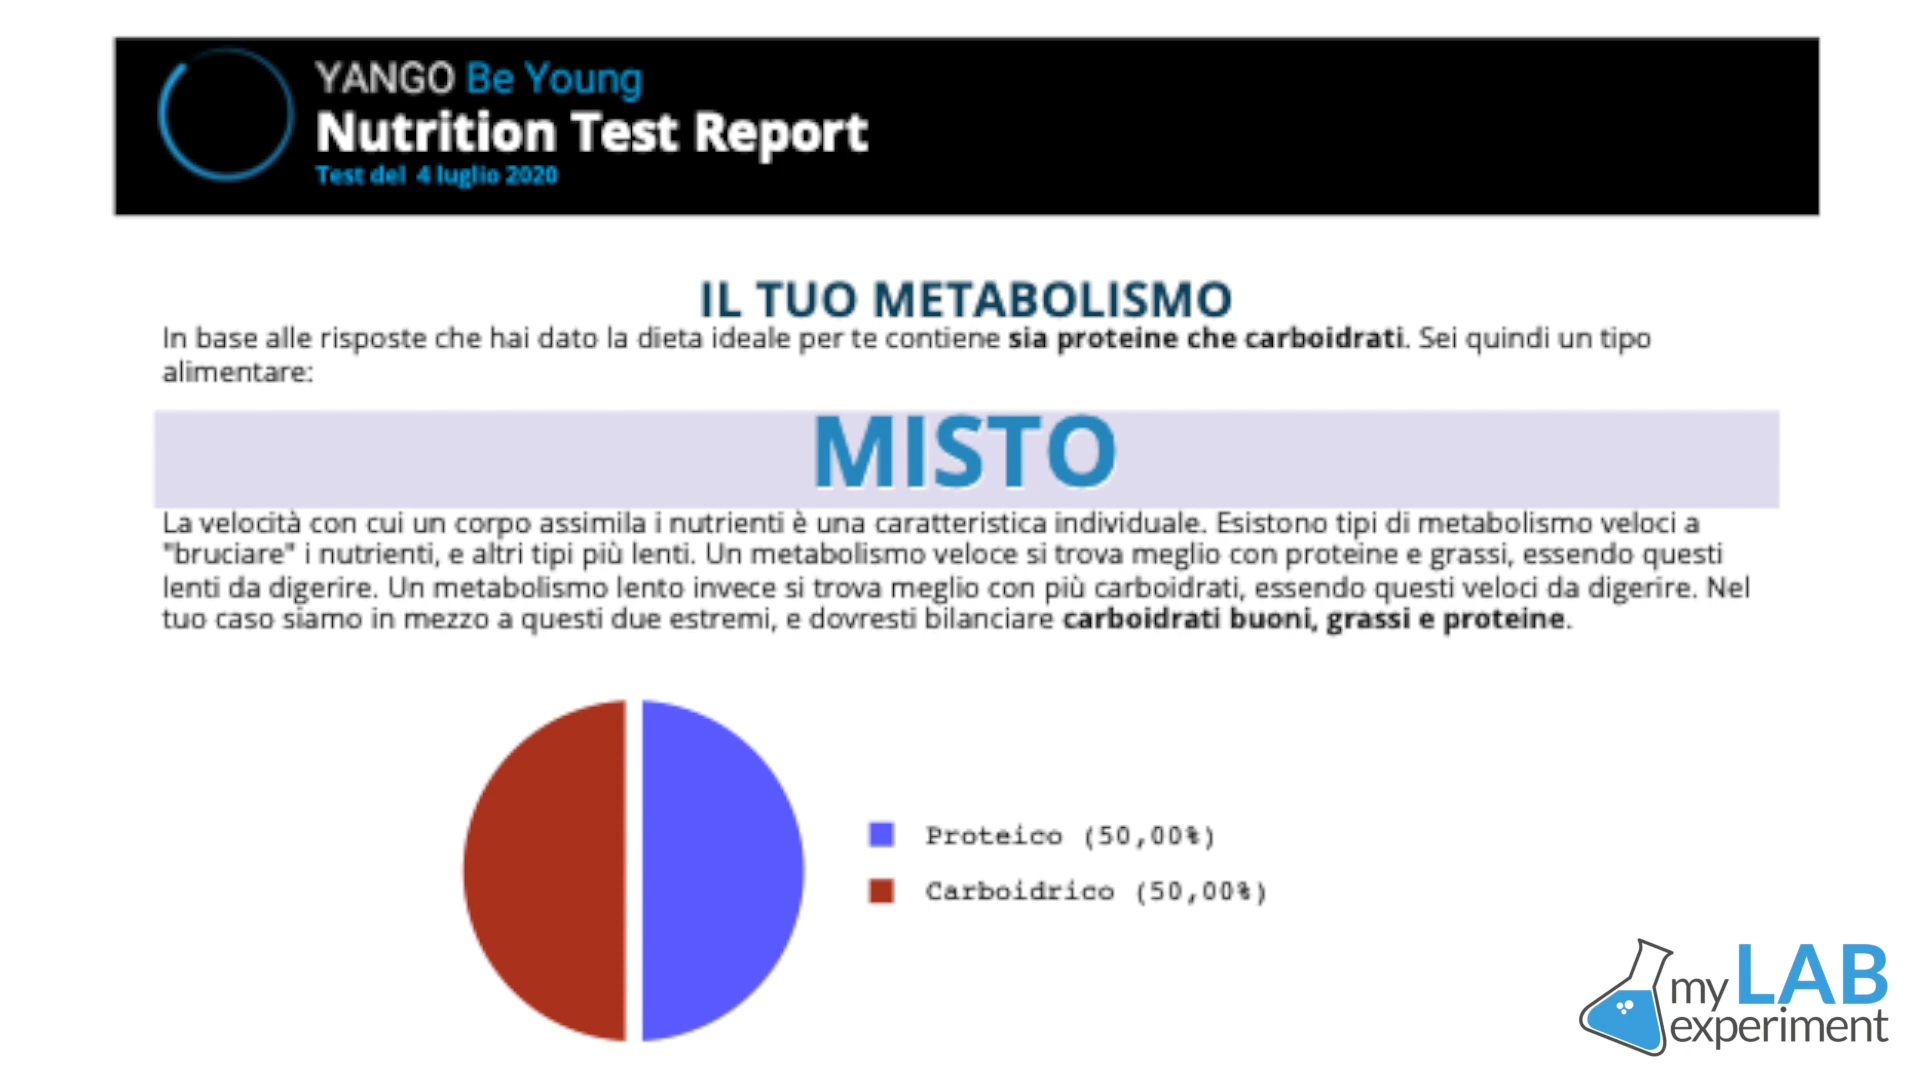 YANGO Be Young
Nutrition Test Report
Test del 4 luglio 2020
IL TUO METABOLISMO
In base alle risposte che hai dato la dieta ideale per te contiene sia proteine che carboidrati. Sei quindi un tipo
alimentare:
MISTO
La velocità con cui un corpo assimila i nutrienti è una caratteristica individuale. Esistono tipi di metabolismo veloci a
"bruciare" i nutrienti, e altri tipi più lenti. Un metabolismo veloce si trova meglio con proteine e grassi, essendo questi
lenti da digerire. Un metabolismo lento invece si trova meglio con più carboidrati, essendo questi veloci da digerire. Nel
tuo caso siamo in mezzo a questi due estremi, e dovresti bilanciare carboidrati buoni, grassi e proteine.
Proteico (50,00%)
Carboidrico (50,00%)
my LAB
experiment